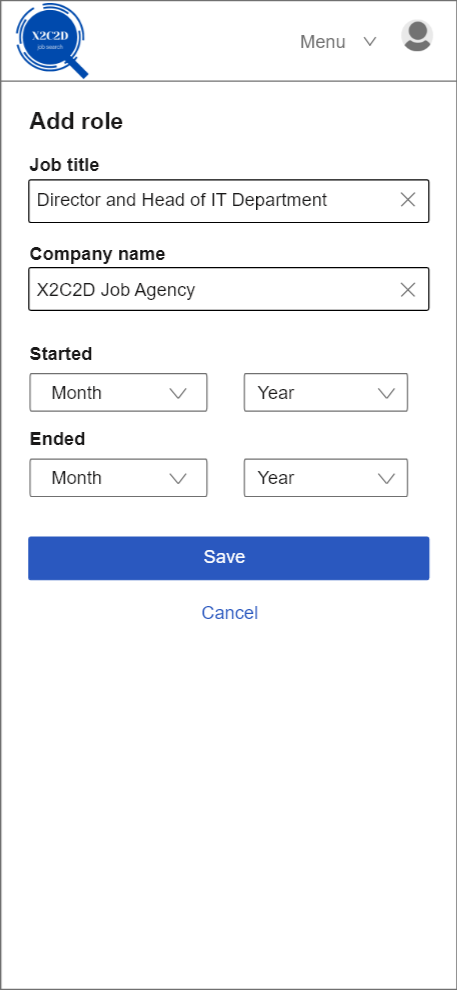 X2C2D
job search
Menu
Add role
Job title
Director and Head of IT Department
Company name
X2C2D Job Agency
Started
Month Year
Ended
Month Year
Save
Cancel